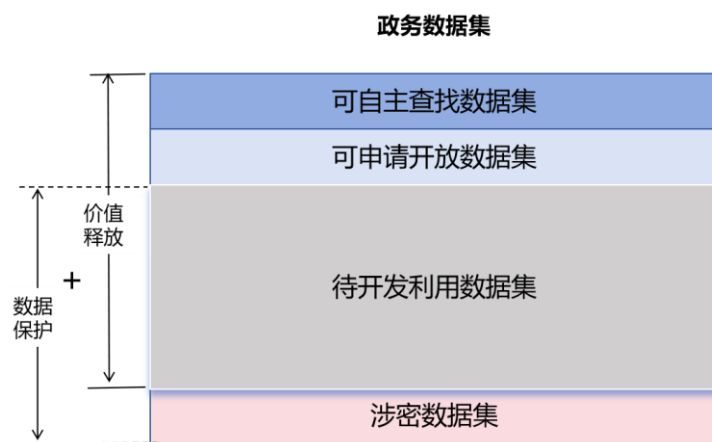 政务数据集
可自主查找数据集
可申请开放数据集
价值
释放
+
数据
保护
待开发利用数据集
涉密数据集